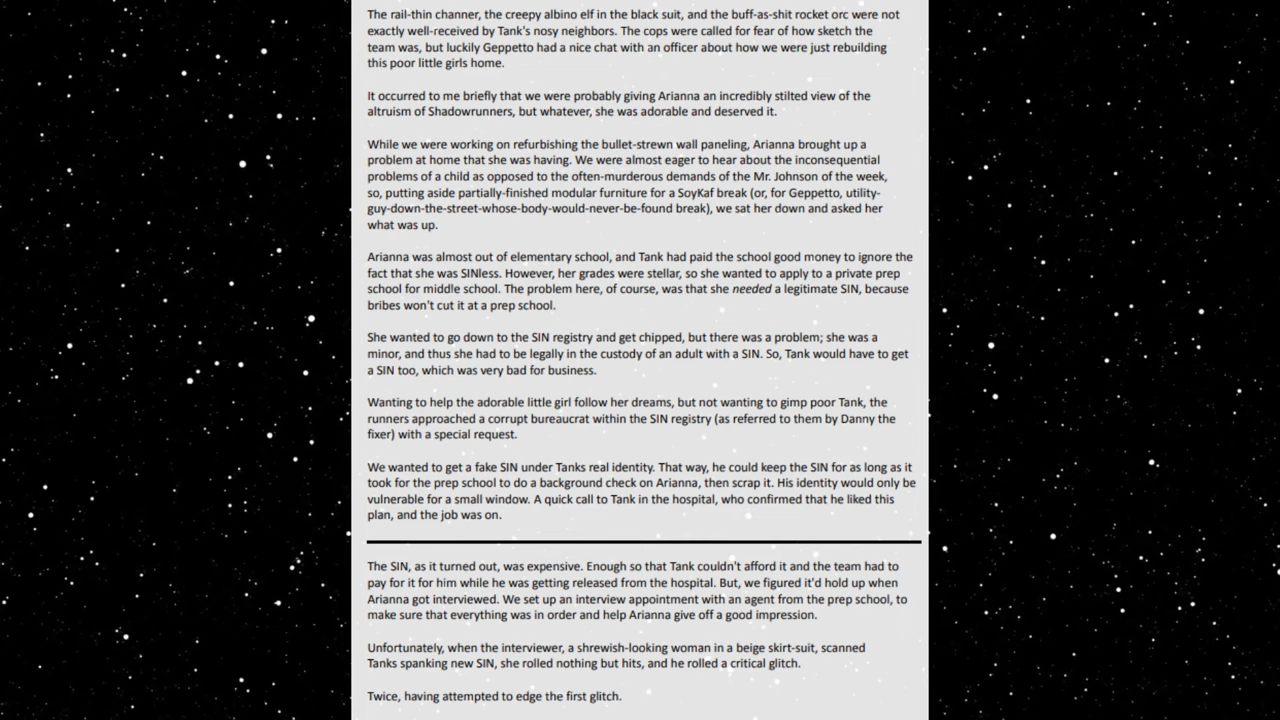 The rail-thin channer, the creepy albino elf in the black suit, and the buff-as-shit rocket orc were not
exactly well-received by Tank's nosy neighbors. The cops were called for fear of how sketch the
team was, but luckily Geppetto had a nice chat with an officer about how we were just rebuilding
this poor little girls home.
It occurred to me briefly that we were probably giving Arianna an incredibly stilted view of the
altruism of Shadowrunners, but whatever, she was adorable and deserved it.
While we were working on refurbishing the bullet-strewn wall paneling, Arianna brought up a
problem at home that she was having. We were almost eager to hear about the inconsequential
problems of a child as opposed to the often-murderous demands of the Mr. Johnson of the week,
so, putting aside partially-finished modular furniture for a SoyKaf break (or, for Geppetto, utility-
guy-down-the-street-whose-body-would-never-be-found break), we sat her down and asked her
what was up.
Arianna was almost out of elementary school, and Tank had paid the school good money to ignore the
fact that she was SINless. However, her grades were stellar, so she wanted to apply to a private prep
school for middle school. The problem here, of course, was that she needed a legitimate SIN, because
bribes won't cut it at a prep school.
She wanted to go down to the SIN registry and get chipped, but there was a problem; she was a
minor, and thus she had to be legally in the custody of an adult with a SIN. So, Tank would have to get
a SIN too, which was very bad for business.
Wanting to help the adorable little girl follow her dreams, but not wanting to gimp poor Tank, the
runners approached a corrupt bureaucrat within the SIN registry (as referred to them by Danny the
fixer) with a special request.
We wanted to get a fake SIN under Tanks real identity. That way, he could keep the SIN for as long as it
took for the prep school to do a background check on Arianna, then scrap it. His identity would only be
vulnerable for a small window. A quick call to Tank in the hospital, who confirmed that he liked this
plan, and the job was on.
The SIN, as it turned out, was expensive. Enough so that Tank couldn't afford it and the team had to
pay for it for him while he was getting released from the hospital. But, we figured it'd hold up when
Arianna got interviewed. We set up an interview appointment with an agent from the prep school, to
make sure that everything was in order and help Arianna give off a good impression.
Unfortunately, when the interviewer, a shrewish-looking woman in a beige skirt-suit, scanned
Tanks spanking new SIN, she rolled nothing but hits, and he rolled a critical glitch.
Twice, having attempted to edge the first glitch.